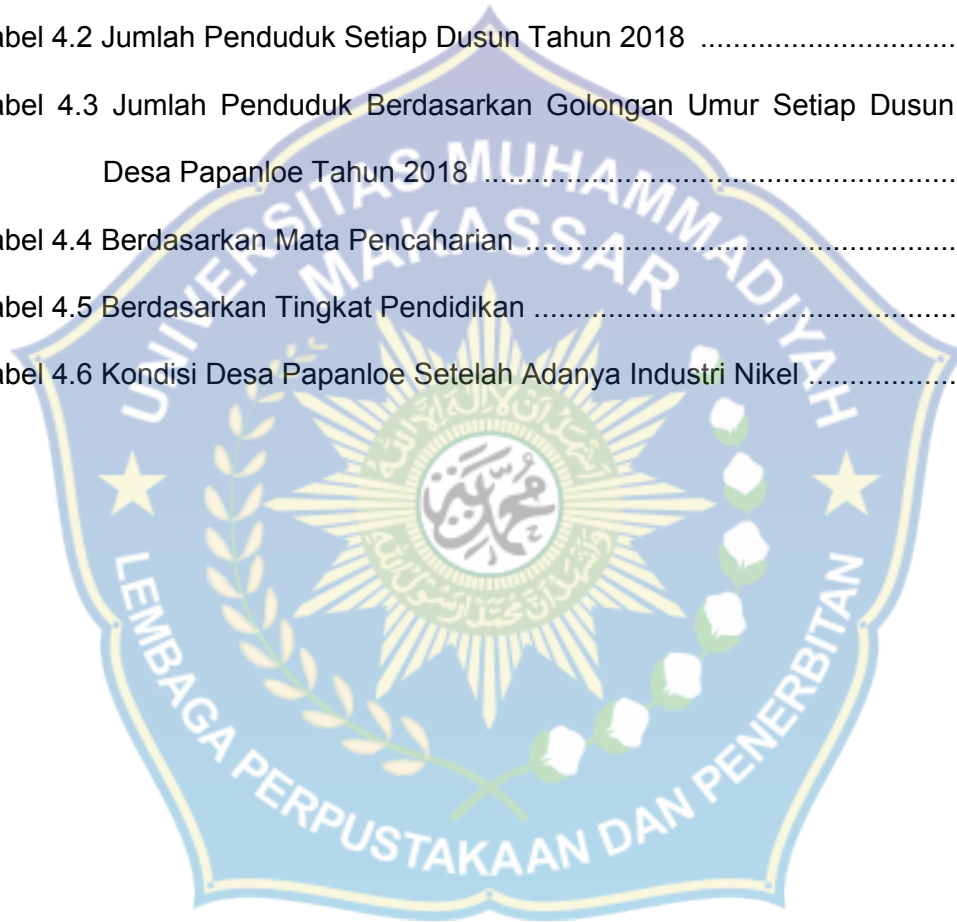 abel 4.2 Jumlah Penduduk Setiap Dusun Tahun 2018 ..............................
abel 4.3 Jumlah Penduduk Berdasarkan Golongan Umur Setiap Dusun
Desa Papanloe Tahun 2018 .......................................................
abel 4.4 Berdasarkan Mata Pencaharian ..................................................
abel 4.5 Berdasarkan Tingkat Pendidikan .................................................
abel 4.6 Kondisi Desa Papanloe Setelah Adanya Industri Nikel ..................
UNIVERSITAS MUHAMMADIYAH
MAKASSAR
LEMBAGA PERPUSTAKAAN DAN PENERBITAN